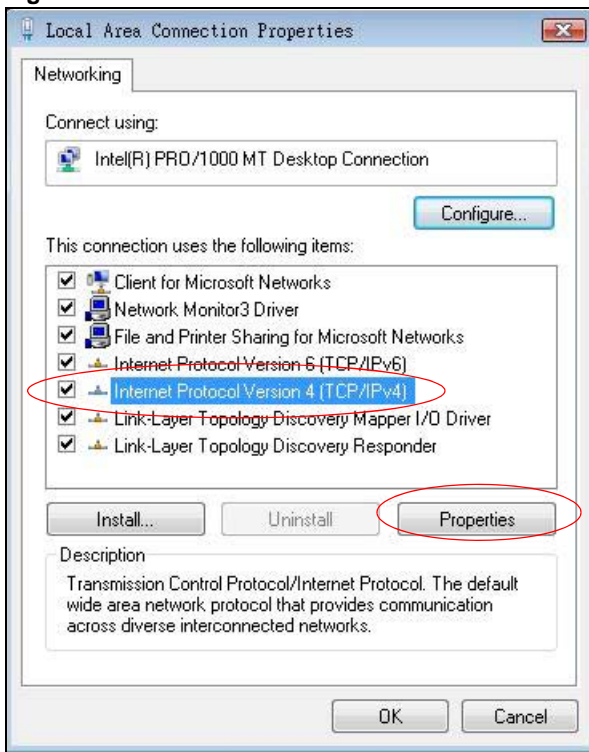 Local Area Connection Properties
Networking
Connect using:
Intel(R) PRO/1000 MT Desktop Connection
Configure...
This connection uses the following items:
Client for Microsoft Networks
Network Monitor3 Driver
File and Printer Sharing for Microsoft Networks
Internet Protocol Version 6 (TCP/IPv6)
Internet Protocol Version 4 (TCP/IPv4)
Link-Layer Topology Discovery Mapper I/O Driver
Link-Layer Topology Discovery Responder
Install...
Uninstall
Properties
Description
Transmission Control Protocol/Internet Protocol. The default
wide area network protocol that provides communication
across diverse interconnected networks.
OK
Cancel